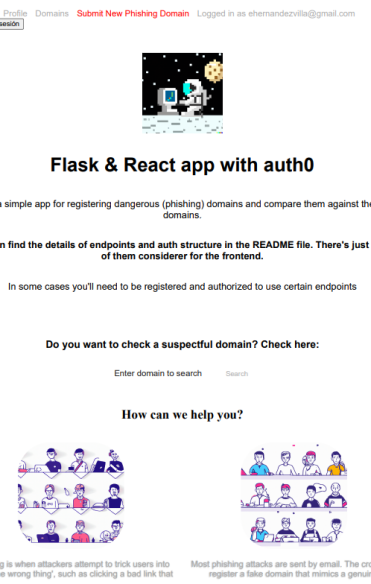 Profile Domains Submit New Phishing Domain Logged in as ehernandezvilla@gmail.com
sesión
Flask & React app with auth0
a simple app for registering dangerous (phishing) domains and compare them against the
domains.
n find the details of endpoints and auth structure in the README file. There's just
of them considerer for the frontend.
In some cases you'll need to be registered and authorized to use certain endpoints
Do you want to check a suspectful domain? Check here:
Enter domain to search Search
How can we help you?
g is when attackers attempt to trick users into
e wrong thing', such as clicking a bad link that
Most phishing attacks are sent by email. The cro
register a fake domain that mimics a genuin